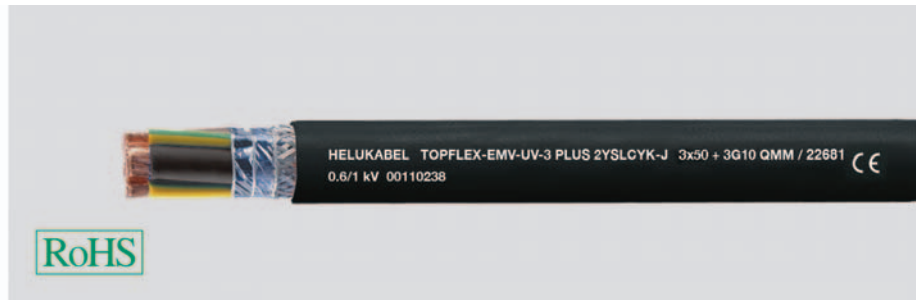 HELUKABEL TOPFLEX-EMV-UV-3 PLUS 2YSLCYK-J 3x50 + 3G10 QMM / 22681 CE
0.6/1 kV 00110238
RoHS